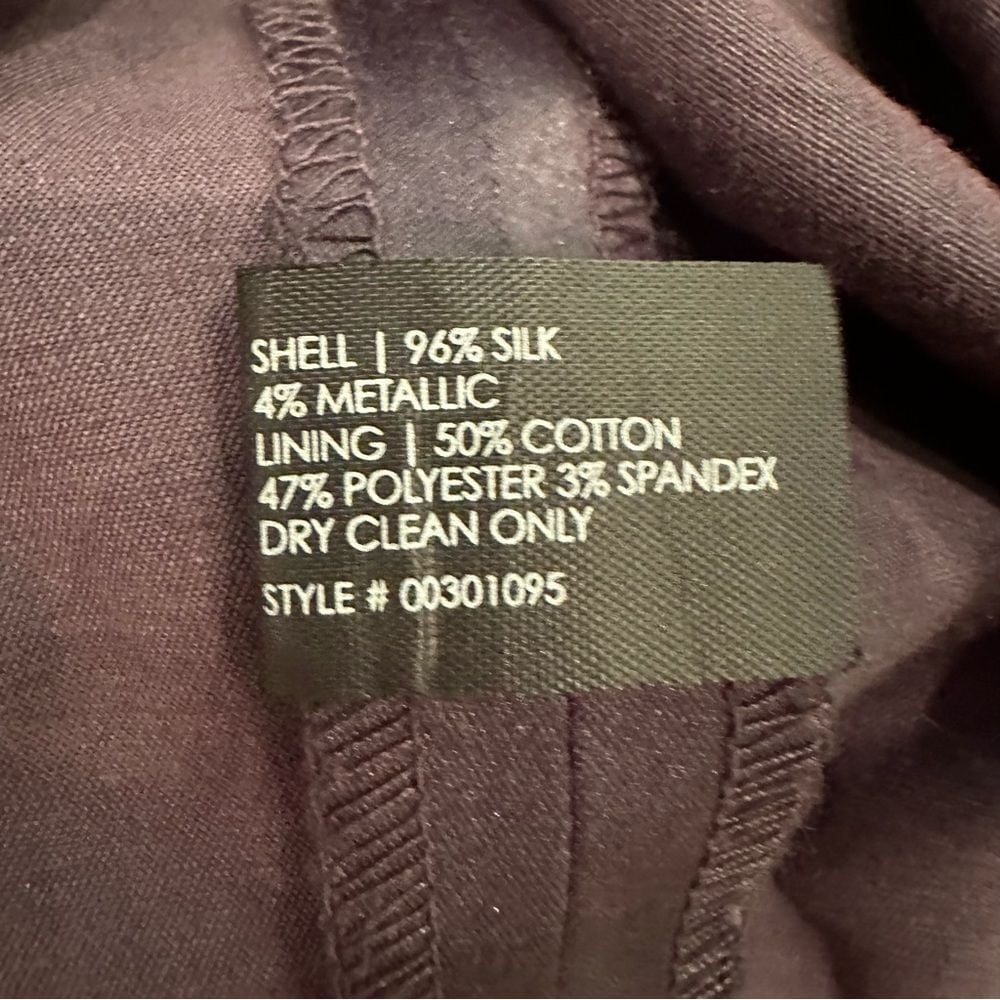 SHELL | 96% SILK
4% METALLIC
LINING | 50% COTTON
47% POLYESTER 3% SPANDEX
DRY CLEAN ONLY
STYLE # 00301095